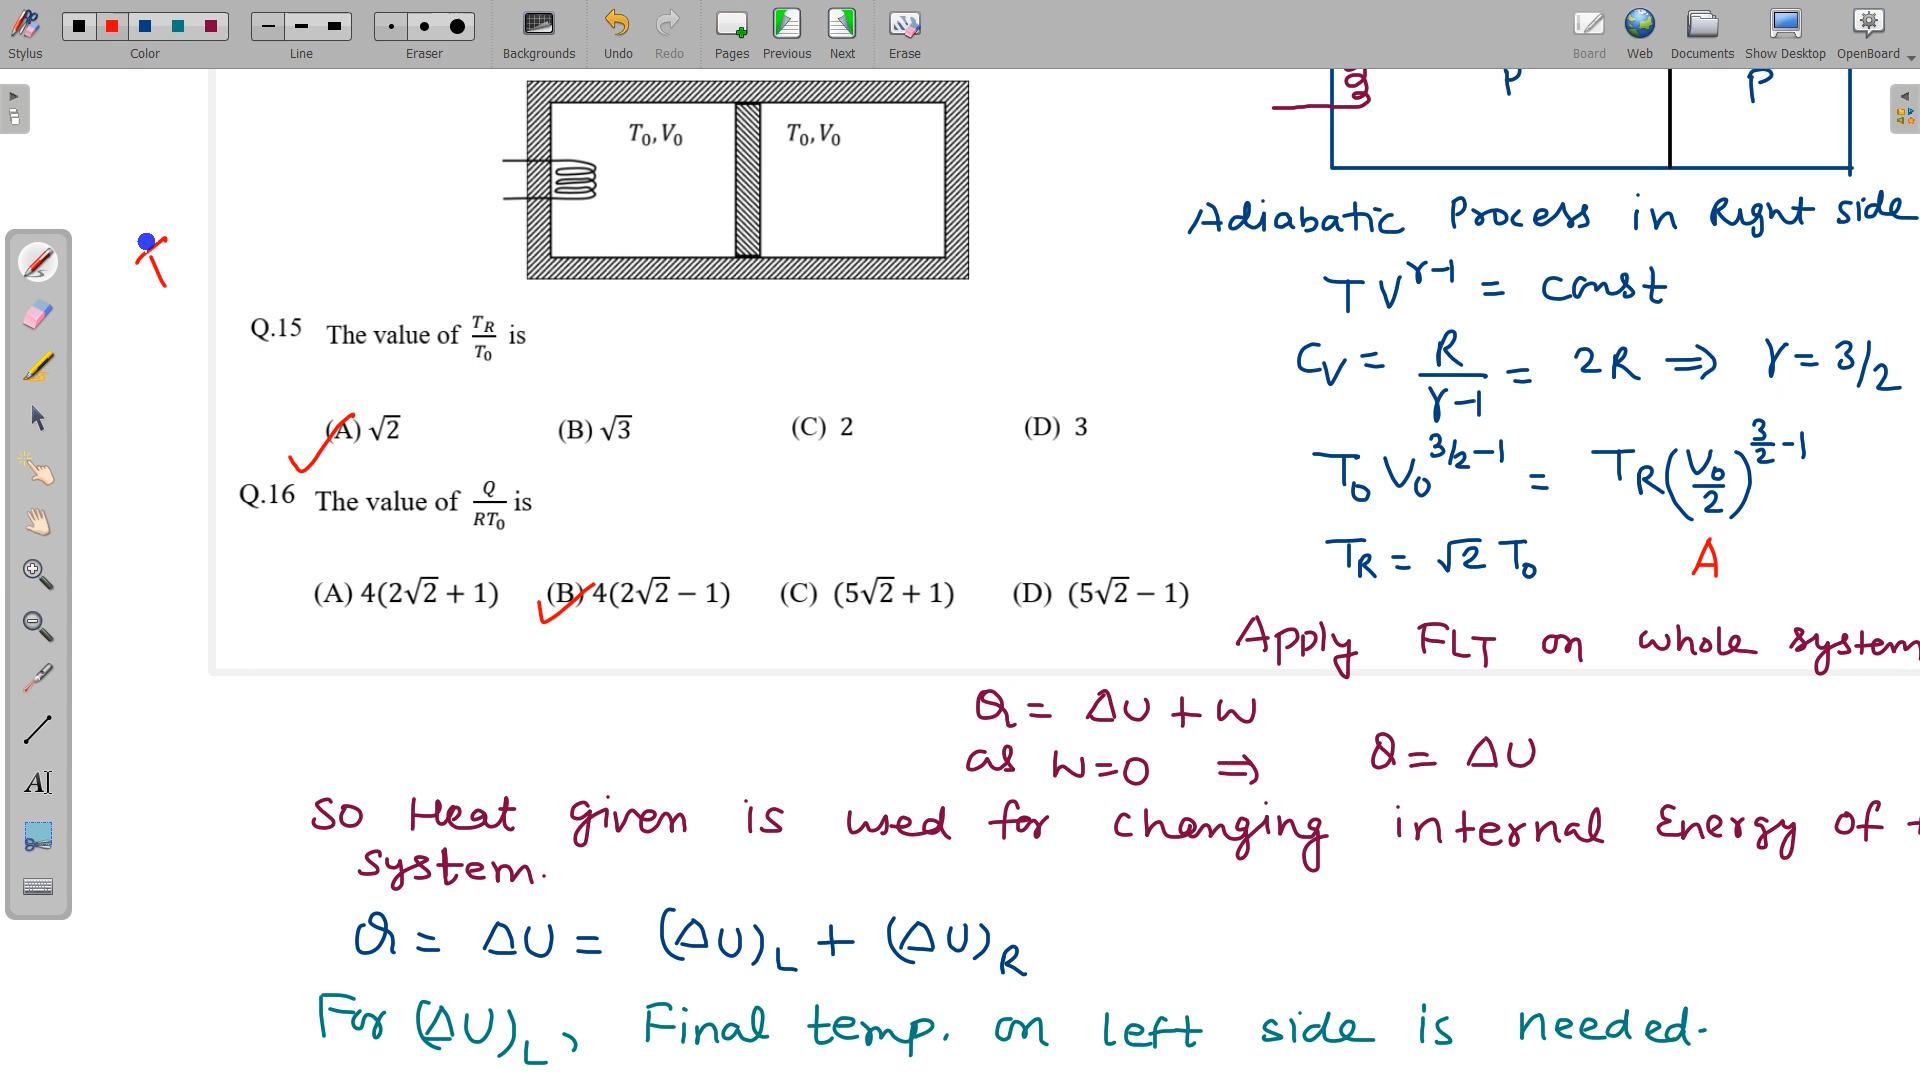 Stylus
Color
Line
Eraser
Backgrounds
Undo
Redo
Pages
Previous
Next
Erase
Board
Web
Documents
Show Desktop
OpenBoard
T₀, V₀ T₀, V₀
P P
Q.15 The value of T_R/T₀ is
(A) √2 (B) √3 (C) 2 (D) 3
Q.16 The value of Q/RT₀ is
(A) 4(2√2 + 1) (B) 4(2√2 − 1) (C) (5√2 + 1) (D) (5√2 − 1)
Adiabatic Process in Right side
TV^(γ-1) = const
C_V = R/(γ-1) = 2R ⇒ γ = 3/2
T₀ V₀^(3/2-1) = T_R (V₀/2)^(3/2-1)
T_R = √2 T₀ A
Apply FLT on whole system
Q = ΔU + W
as W=0 ⇒ Q = ΔU
So Heat given is used for changing internal Energy of
system.
Q = ΔU = (ΔU)_L + (ΔU)_R
For (ΔU)_L, Final temp. on left side is needed.